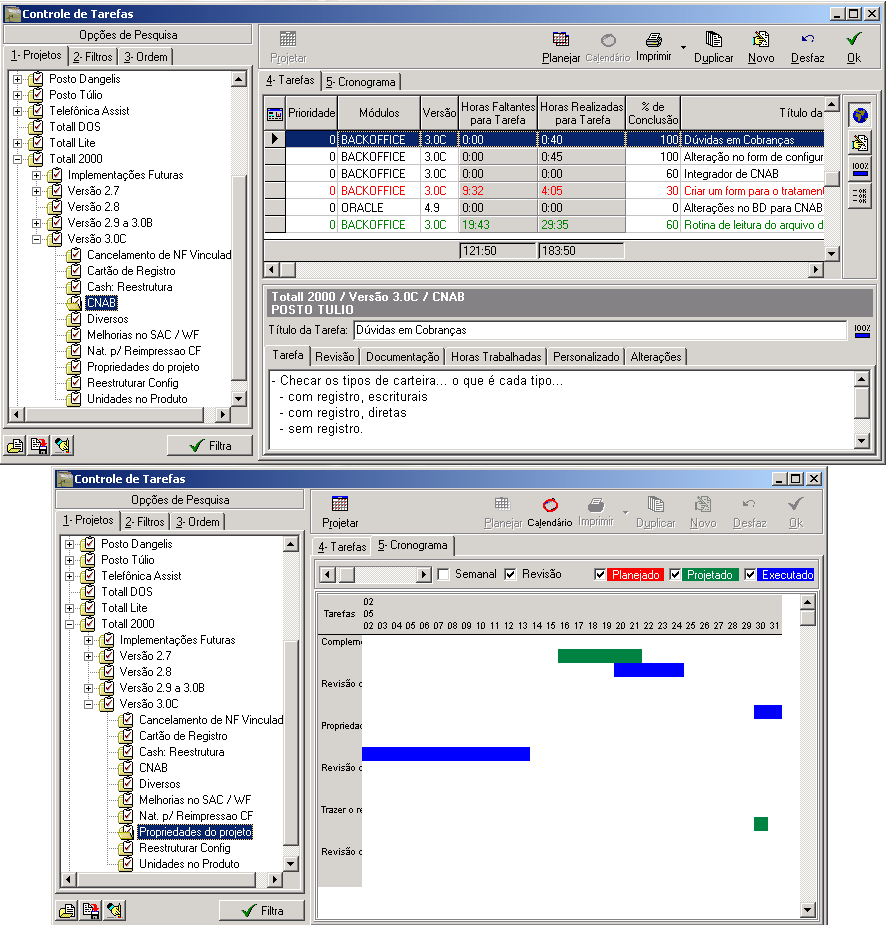 Controle de Tarefas
Opções de Pesquisa
1- Projetos 2- Filtros 3- Ordem
Posto Dangelis
Posto Túlio
Telefônica Assist
Totall DOS
Totall Lite
Totall 2000
Implementações Futuras
Versão 2.7
Versão 2.8
Versão 2.9 a 3.0B
Versão 3.0C
Cancelamento de NF Vinculad
Cartão de Registro
Cash: Reestrutura
CNAB
Diversos
Melhorias no SAC / WF
Nat. p/ Reimpressao CF
Propriedades do projeto
Reestruturar Config
Unidades no Produto
Filtra
Projetar Planejar Calendário Imprimir Duplicar Novo Desfaz Ok
4- Tarefas 5- Cronograma
Prioridade Módulos Versão Horas Faltantes para Tarefa Horas Realizadas para Tarefa % de Conclusão Título da
0 BACKOFFICE 3.0C 0:00 0:40 100 Dúvidas em Cobranças
0 BACKOFFICE 3.0C 0:00 0:45 100 Alteração no form de configur
0 BACKOFFICE 3.0C 0:00 0:00 60 Integrador de CNAB
0 BACKOFFICE 3.0C 9:32 4:05 30 Criar um form para o tratamen
0 ORACLE 4.9 0:00 0:00 0 Alterações no BD para CNAB
0 BACKOFFICE 3.0C 19:43 29:35 60 Rotina de leitura do arquivo d
121:50 183:50
100%
OK
OK
Totall 2000 / Versão 3.0C / CNAB
POSTO TULIO
Título da Tarefa: Dúvidas em Cobranças 100%
Tarefa Revisão Documentação Horas Trabalhadas Personalizado Alterações
- Checar os tipos de carteira... o que é cada tipo...
- com registro, escriturais
- com registro, diretas
- sem registro.
Controle de Tarefas
Opções de Pesquisa
1- Projetos 2- Filtros 3- Ordem
Posto Dangelis
Posto Túlio
Telefônica Assist
Totall DOS
Totall Lite
Totall 2000
Implementações Futuras
Versão 2.7
Versão 2.8
Versão 2.9 a 3.0B
Versão 3.0C
Cancelamento de NF Vinculad
Cartão de Registro
Cash: Reestrutura
CNAB
Diversos
Melhorias no SAC / WF
Nat. p/ Reimpressao CF
Propriedades do projeto
Reestruturar Config
Unidades no Produto
Filtra
Projetar Planejar Calendário Imprimir Duplicar Novo Desfaz Ok
4- Tarefas 5- Cronograma
Semanal Revisão Planejado Projetado Executado
02
Tarefas 05
02 03 04 05 06 07 08 09 10 11 12 13 14 15 16 17 18 19 20 21 22 23 24 25 26 27 28 29 30 31
Compleme
Revisão d
Propriedad
Revisão d
Trazer o re
Revisão d